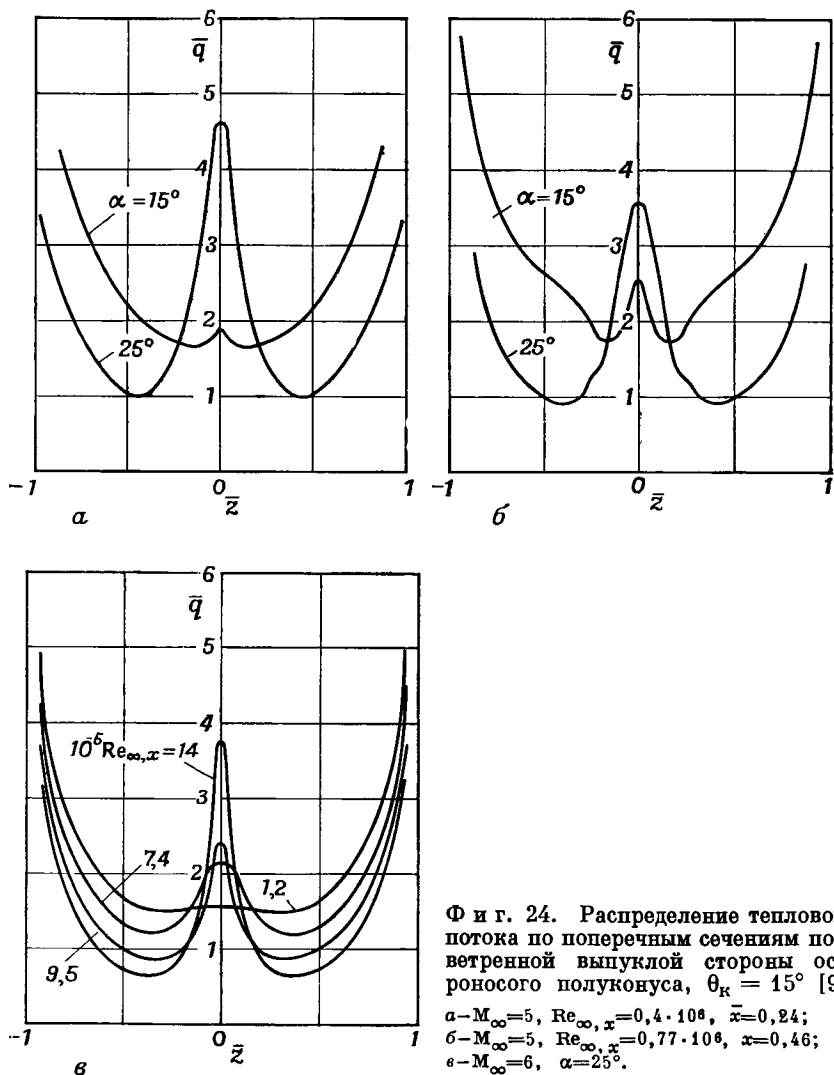 6
q̄
5
4
α = 15°
3
2
25°
1
-1 0 z̄ 1
а
6
q̄
5
4
α = 15°
3
2
25°
1
-1 0 z̄ 1
б
6
q̄
5
4
10⁻⁶Re∞,x=14
3
7,4
2
1,2
1
9,5
-1 0 z̄ 1
в
Фиг. 24. Распределение теплово
потока по поперечным сечениям по
ветренной выпуклой стороны ос
роносого полуконуса, θк = 15° [9
а–M∞=5, Re∞, x=0,4·10⁶, x̄=0,24;
б–M∞=5, Re∞, x=0,77·10⁶, x=0,46;
в–M∞=6, α=25°.